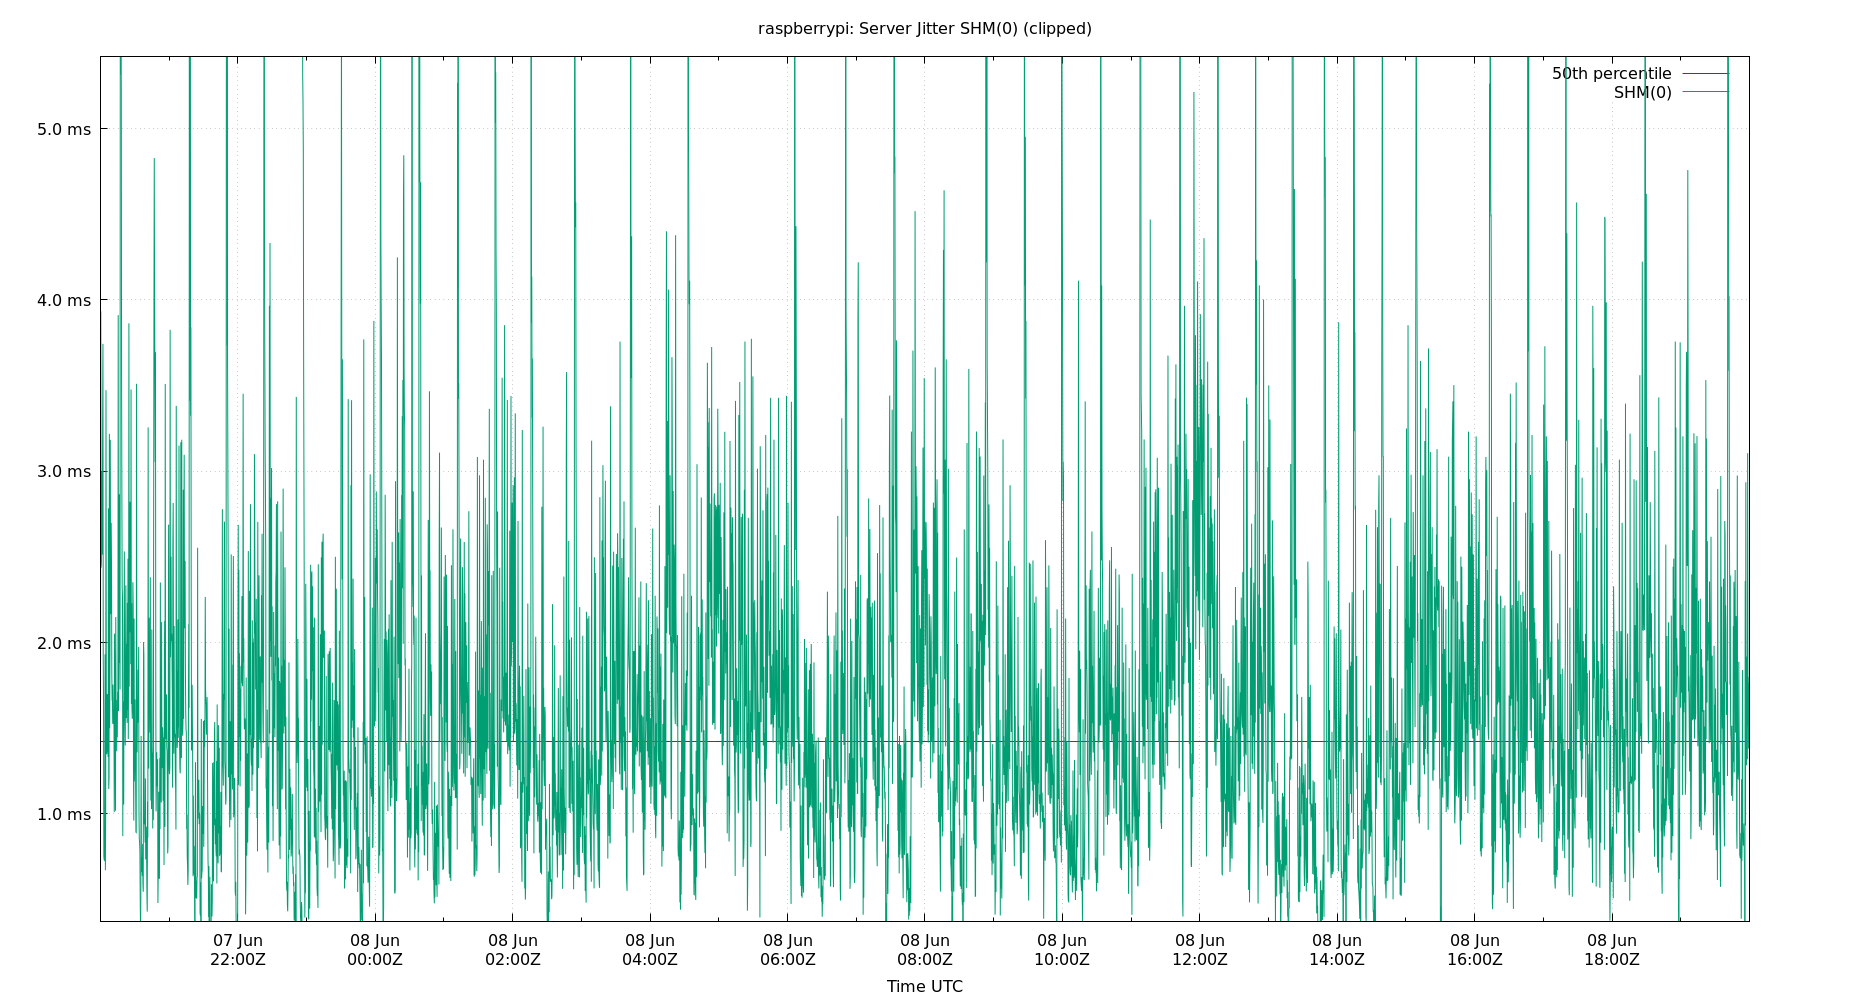 raspberrypi: Server Jitter SHM(0) (clipped)
50th percentile
SHM(0)
5.0 ms
4.0 ms
3.0 ms
2.0 ms
1.0 ms
07 Jun 08 Jun 08 Jun 08 Jun 08 Jun 08 Jun 08 Jun 08 Jun 08 Jun 08 Jun 08 Jun
22:00Z 00:00Z 02:00Z 04:00Z 06:00Z 08:00Z 10:00Z 12:00Z 14:00Z 16:00Z 18:00Z
Time UTC